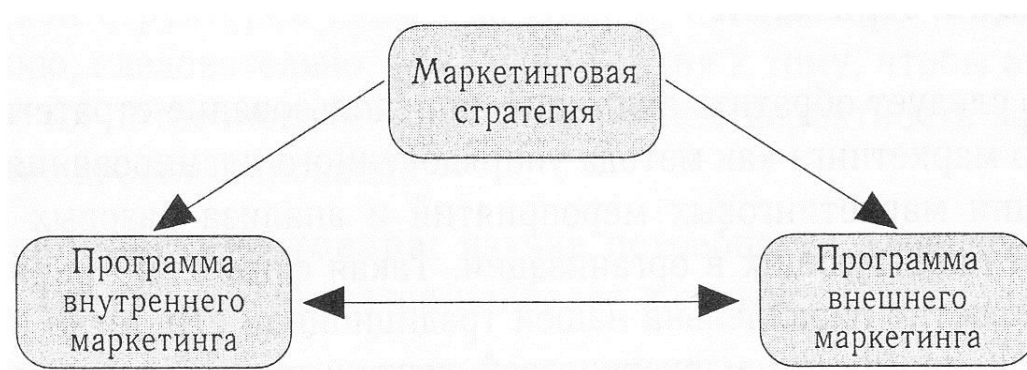 Маркетинговая
стратегия
Программа
внутреннего
маркетинга
Программа
внешнего
маркетинга